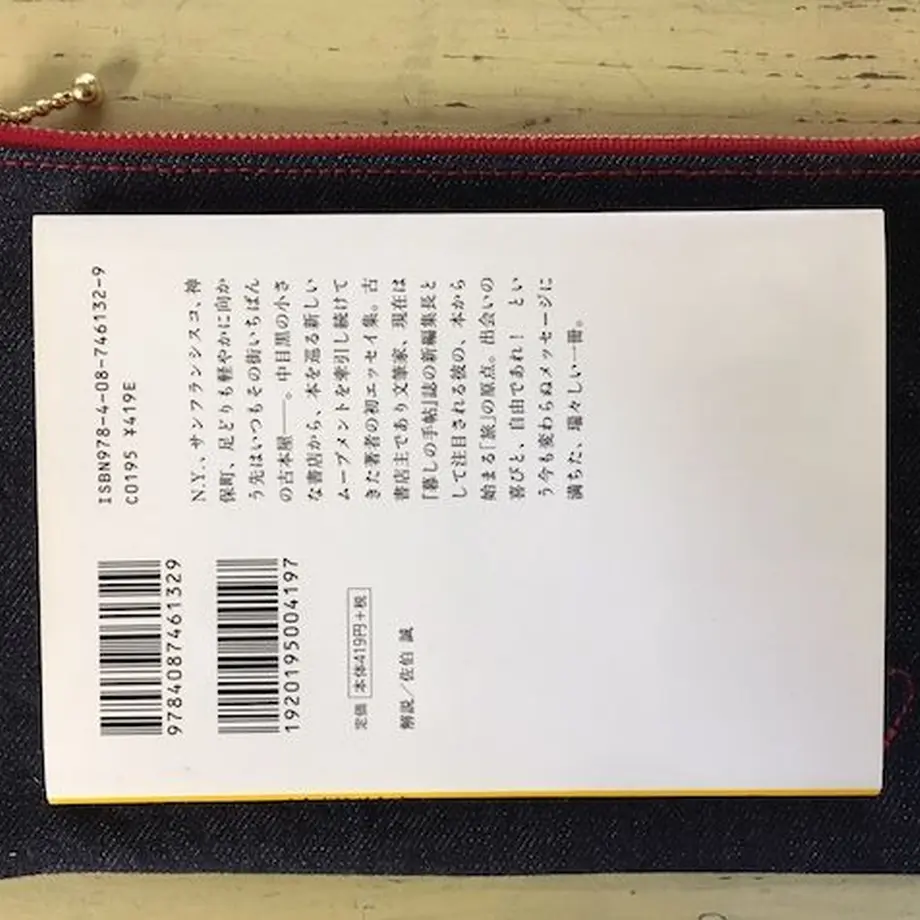 ISBN978-4-08-746132-9
C0195 ¥419E
N.Y.、サンフランシスコ、神
保町、足どりも軽やかに向か
う先はいつもその街いちばん
の古本屋――。中目黒の小さ
な書店から、本を巡る新しい
ムーブメントを牽引し続けて
きた著者の初エッセイ集。古
書店主であり文筆家、現在は
『暮しの手帖』誌の新編集長と
して注目される彼の、本から
始まる「旅」の原点。出会いの
喜びと、自由であれ！ とい
う今も変わらぬメッセージに
満ちた、瑞々しい一冊。
9784087461329
1920195004197
定価 本体419円+税
解説／佐伯 誠